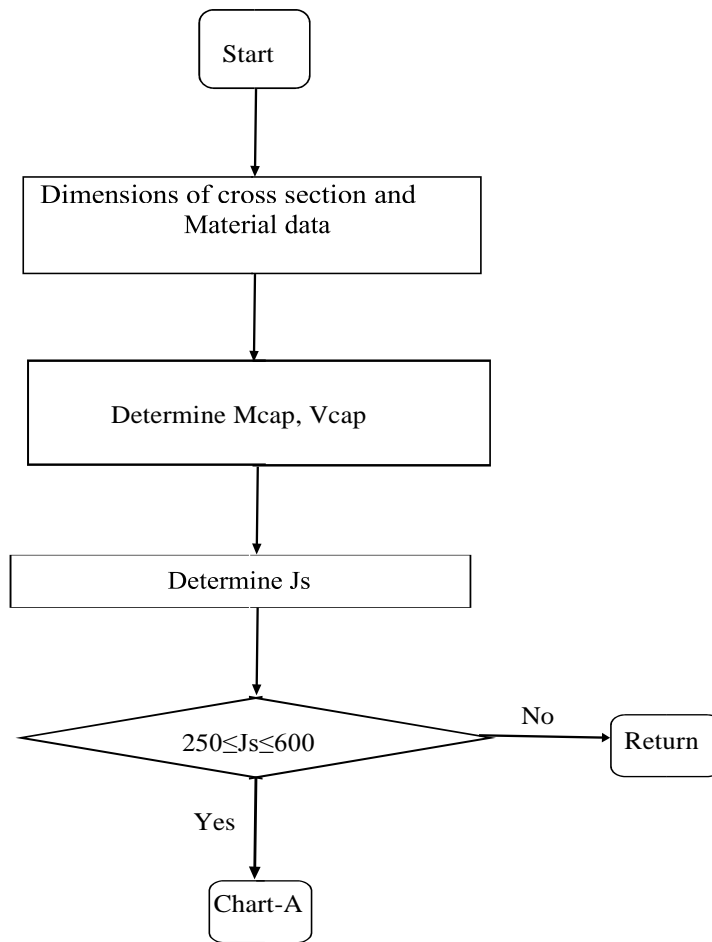 Start
Dimensions of cross section and
Material data
Determine Mcap, Vcap
Determine Js
250≤Js≤600
No
Return
Yes
Chart-A